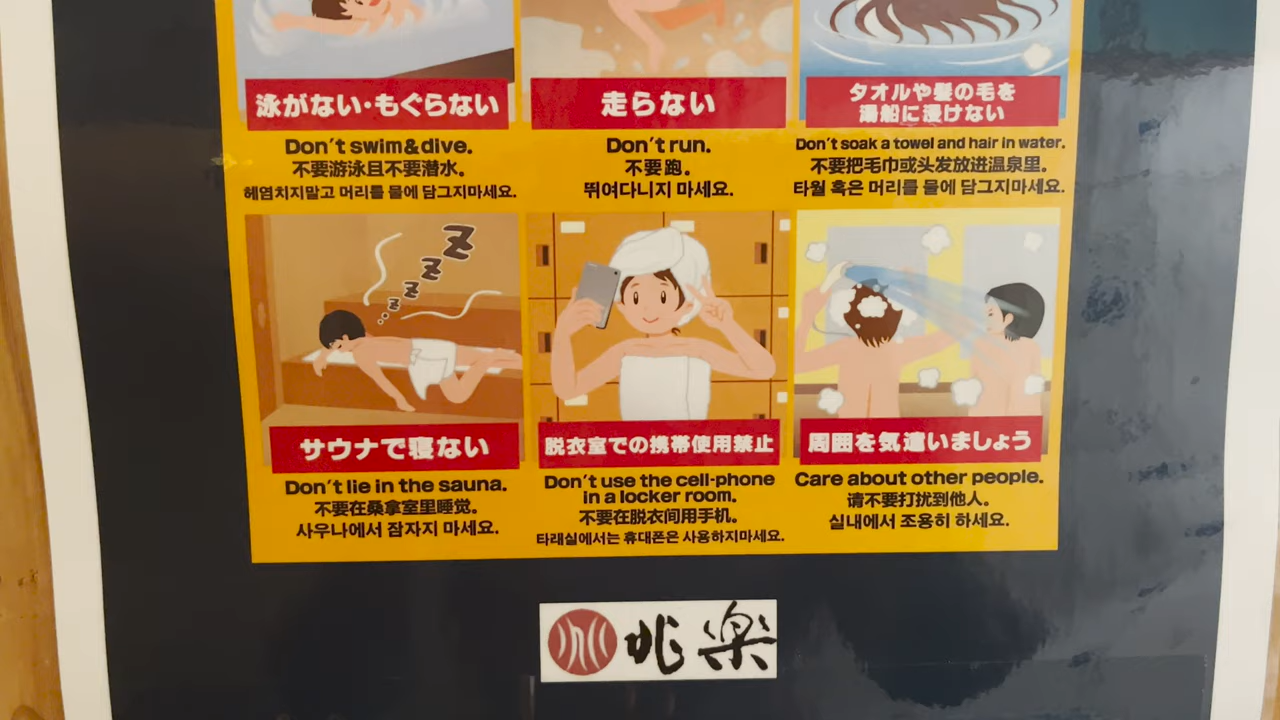 泳がない・もぐらない
Don't swim&dive.
不要游泳且不要潜水。
헤엄치지말고 머리를 물에 담그지마세요.
走らない
Don't run.
不要跑。
뛰여다니지 마세요.
タオルや髪の毛を
湯船に浸けない
Don't soak a towel and hair in water.
不要把毛巾或头发放进温泉里。
타월 혹은 머리를 물에 담그지마세요.
Z
Z
Z
Z
サウナで寝ない
Don't lie in the sauna.
不要在桑拿室里睡觉。
사우나에서 잠자지 마세요.
脱衣室での携帯使用禁止
Don't use the cell-phone
in a locker room.
不要在脱衣间用手机。
타래실에서는 휴대폰은 사용하지마세요.
周囲を気遣いましょう
Care about other people.
请不要打扰到他人。
실내에서 조용히 하세요.
兆楽